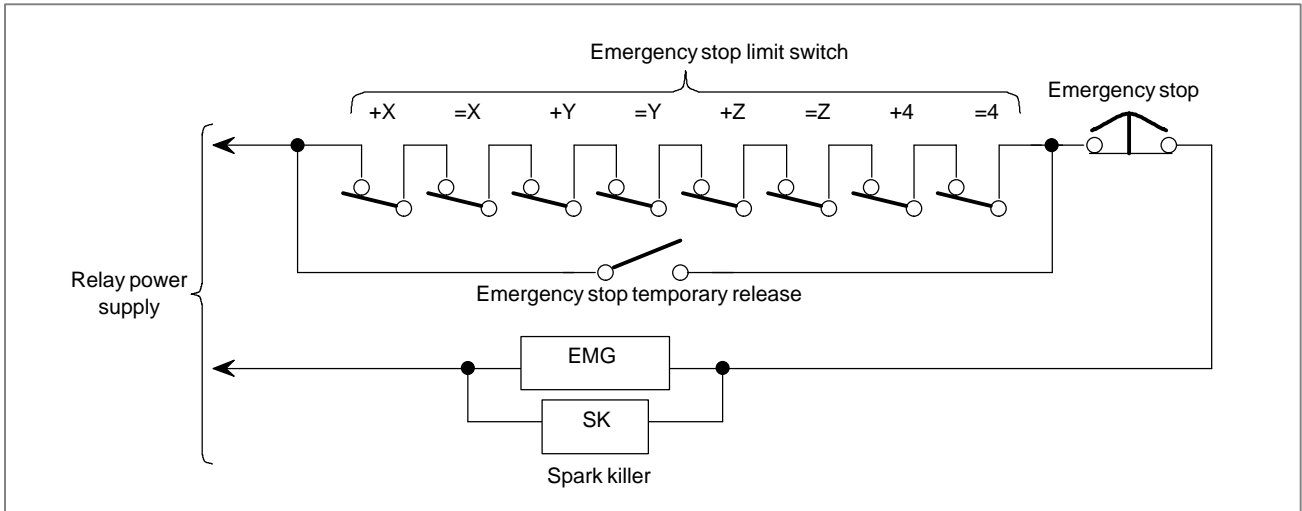 Emergency stop limit switch
Emergency stop
+X =X +Y =Y +Z =Z +4 =4
Relay power
supply
Emergency stop temporary release
EMG
SK
Spark killer